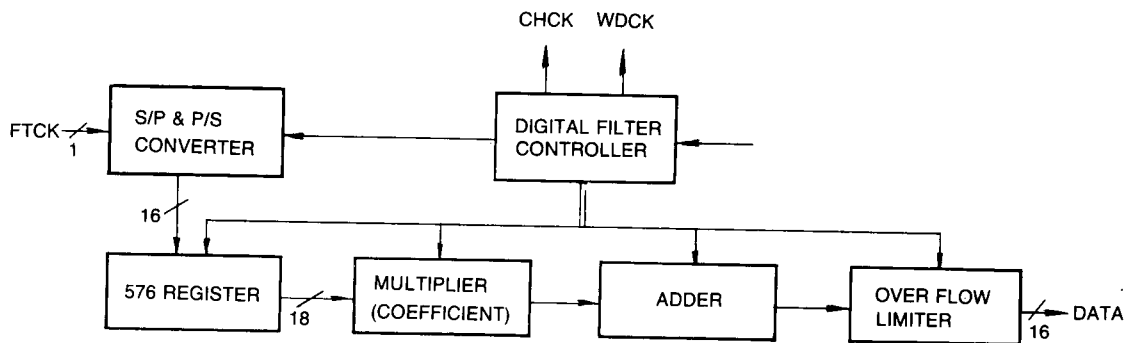 CHCK WDCK
FTCK
1
S/P & P/S
CONVERTER
DIGITAL FILTER
CONTROLLER
16
576 REGISTER
18
MULTIPLIER
(COEFFICIENT)
ADDER
OVER FLOW
LIMITER
16
DATA